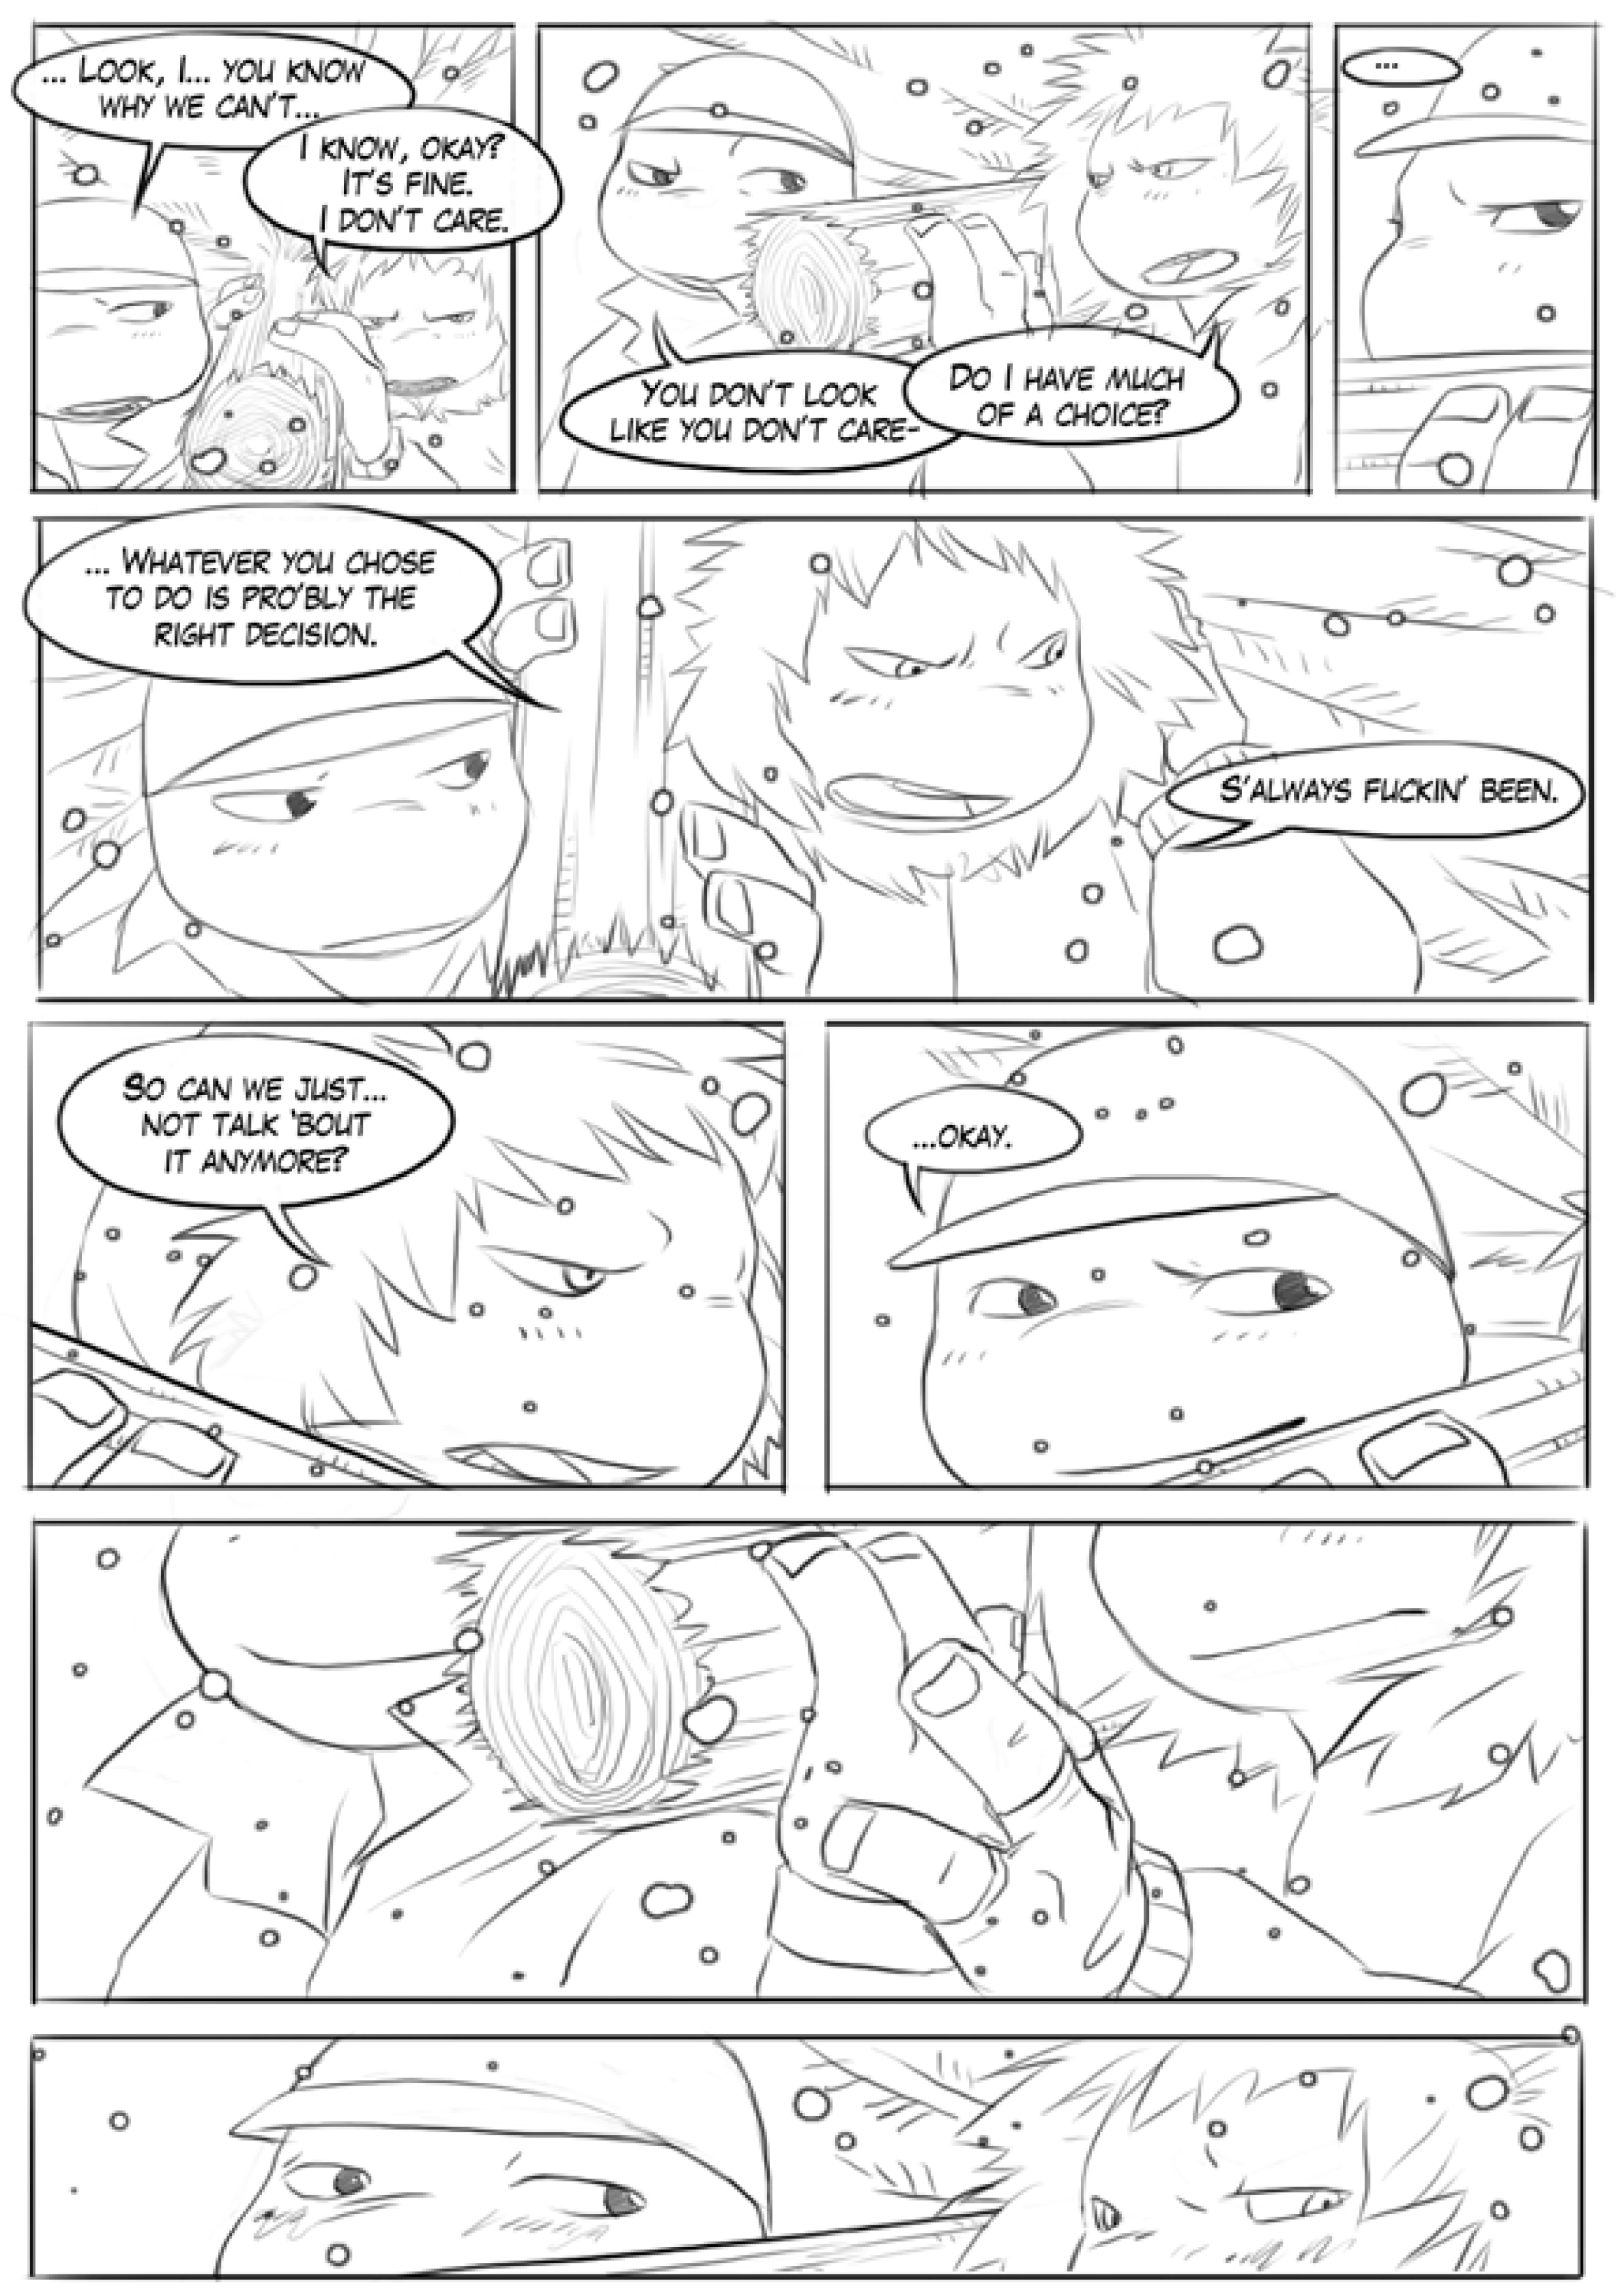 ... LOOK, I... YOU KNOW
WHY WE CAN'T...
I KNOW, OKAY?
IT'S FINE.
I DON'T CARE.
YOU DON'T LOOK
LIKE YOU DON'T CARE-
DO I HAVE MUCH
OF A CHOICE?
...
... WHATEVER YOU CHOSE
TO DO IS PRO'BLY THE
RIGHT DECISION.
S'ALWAYS FUCKIN' BEEN.
SO CAN WE JUST...
NOT TALK 'BOUT
IT ANYMORE?
...OKAY.